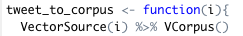 tweet_to_corpus <- function(i){
  VectorSource(i) %>% VCorpus()